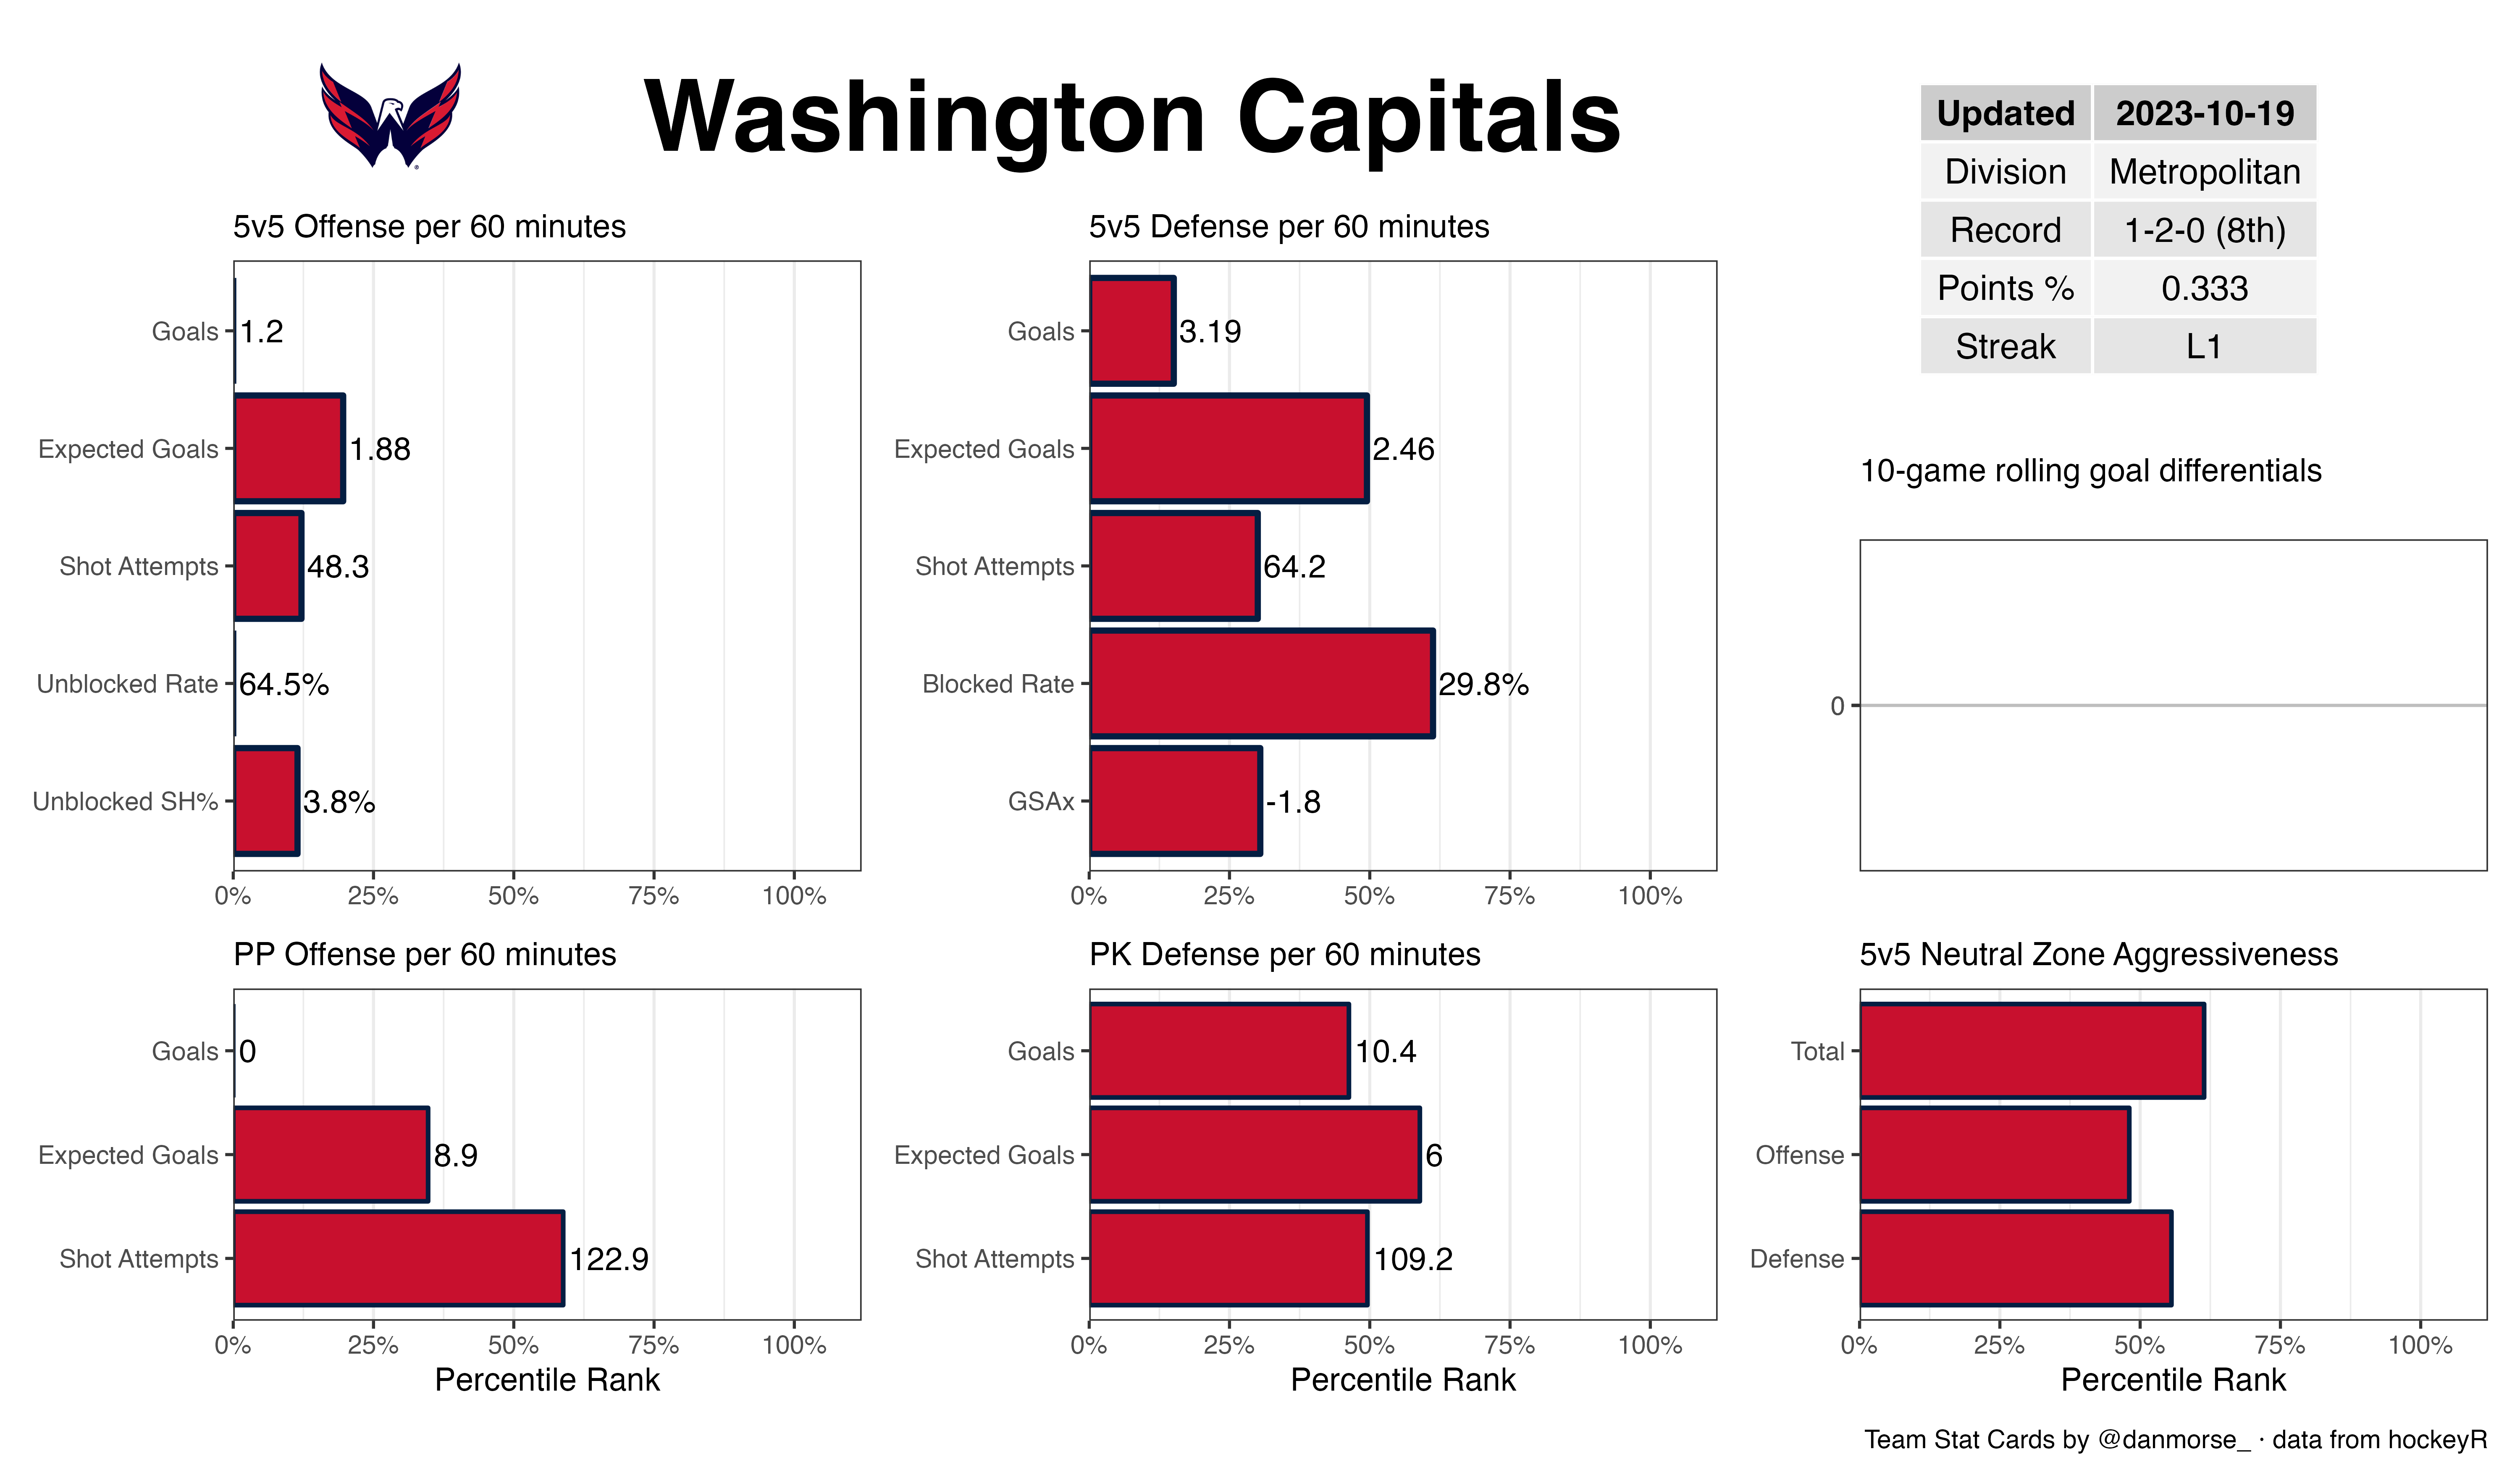 Washington Capitals
Updated 2023-10-19
Division Metropolitan
Record 1-2-0 (8th)
Points % 0.333
Streak L1
5v5 Offense per 60 minutes
Goals 1.2
Expected Goals 1.88
Shot Attempts 48.3
Unblocked Rate 64.5%
Unblocked SH% 3.8%
0% 25% 50% 75% 100%
5v5 Defense per 60 minutes
Goals 3.19
Expected Goals 2.46
Shot Attempts 64.2
Blocked Rate 29.8%
GSAx -1.8
0% 25% 50% 75% 100%
10-game rolling goal differentials
0
PP Offense per 60 minutes
Goals 0
Expected Goals 8.9
Shot Attempts 122.9
0% 25% 50% 75% 100%
Percentile Rank
PK Defense per 60 minutes
Goals 10.4
Expected Goals 6
Shot Attempts 109.2
0% 25% 50% 75% 100%
Percentile Rank
5v5 Neutral Zone Aggressiveness
Total
Offense
Defense
0% 25% 50% 75% 100%
Percentile Rank
Team Stat Cards by @danmorse_ · data from hockeyR